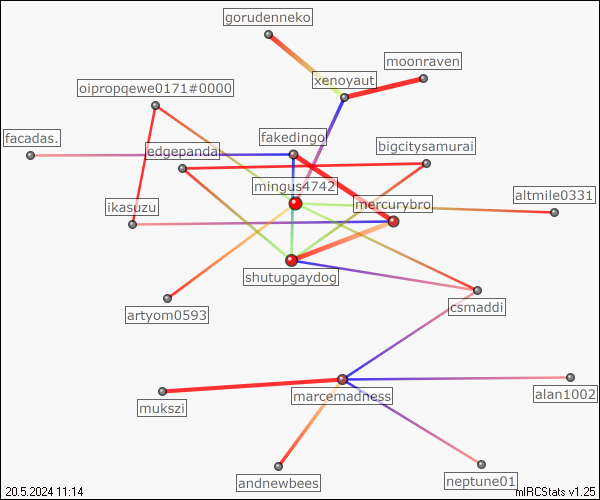 gorudenneko
moonraven
xenoyaut
oipropqewe0171#0000
facadas.
fakedingo
bigcitysamurai
edgepanda
mingus4742
altmile0331
mercurybro
ikasuzu
shutupgaydog
csmaddi
artyom0593
marcemadness
alan1002
mukszi
andnewbees
neptune01
20.5.2024 11:14
mIRCStats v1.25